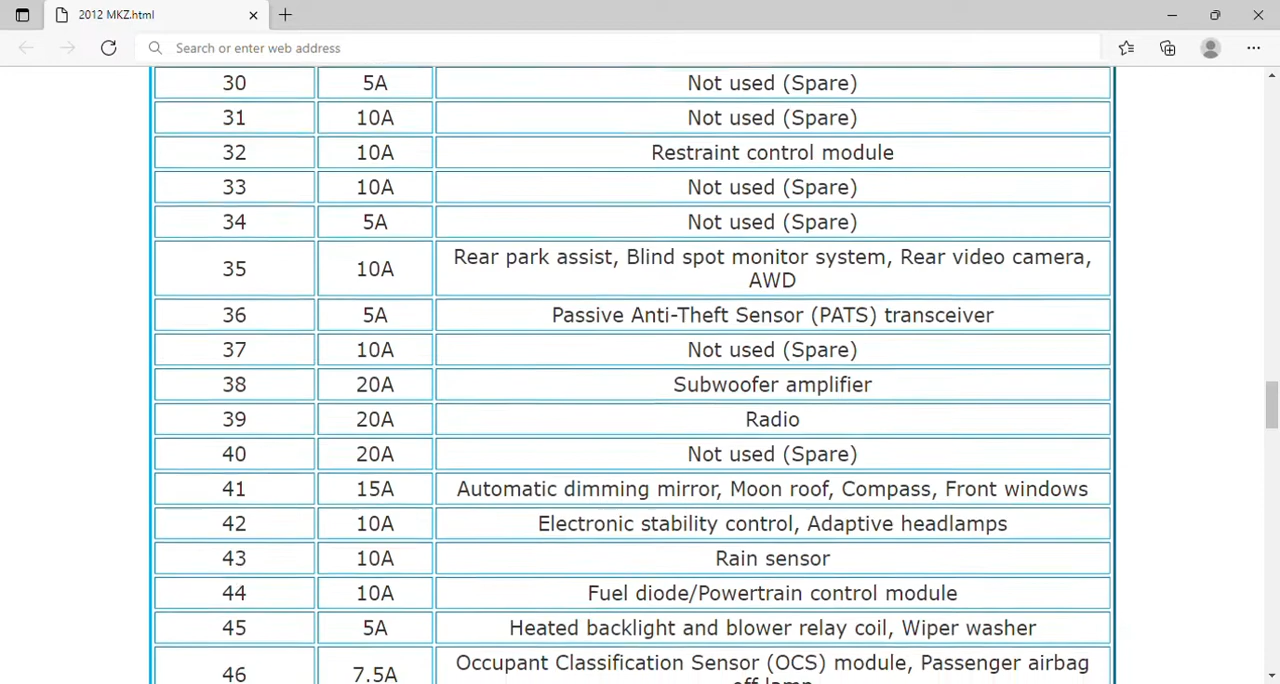 2012 MKZ.html
Search or enter web address
30 5A Not used (Spare)
31 10A Not used (Spare)
32 10A Restraint control module
33 10A Not used (Spare)
34 5A Not used (Spare)
35 10A Rear park assist, Blind spot monitor system, Rear video camera,
AWD
36 5A Passive Anti-Theft Sensor (PATS) transceiver
37 10A Not used (Spare)
38 20A Subwoofer amplifier
39 20A Radio
40 20A Not used (Spare)
41 15A Automatic dimming mirror, Moon roof, Compass, Front windows
42 10A Electronic stability control, Adaptive headlamps
43 10A Rain sensor
44 10A Fuel diode/Powertrain control module
45 5A Heated backlight and blower relay coil, Wiper washer
46 7.5A Occupant Classification Sensor (OCS) module, Passenger airbag
off lamp